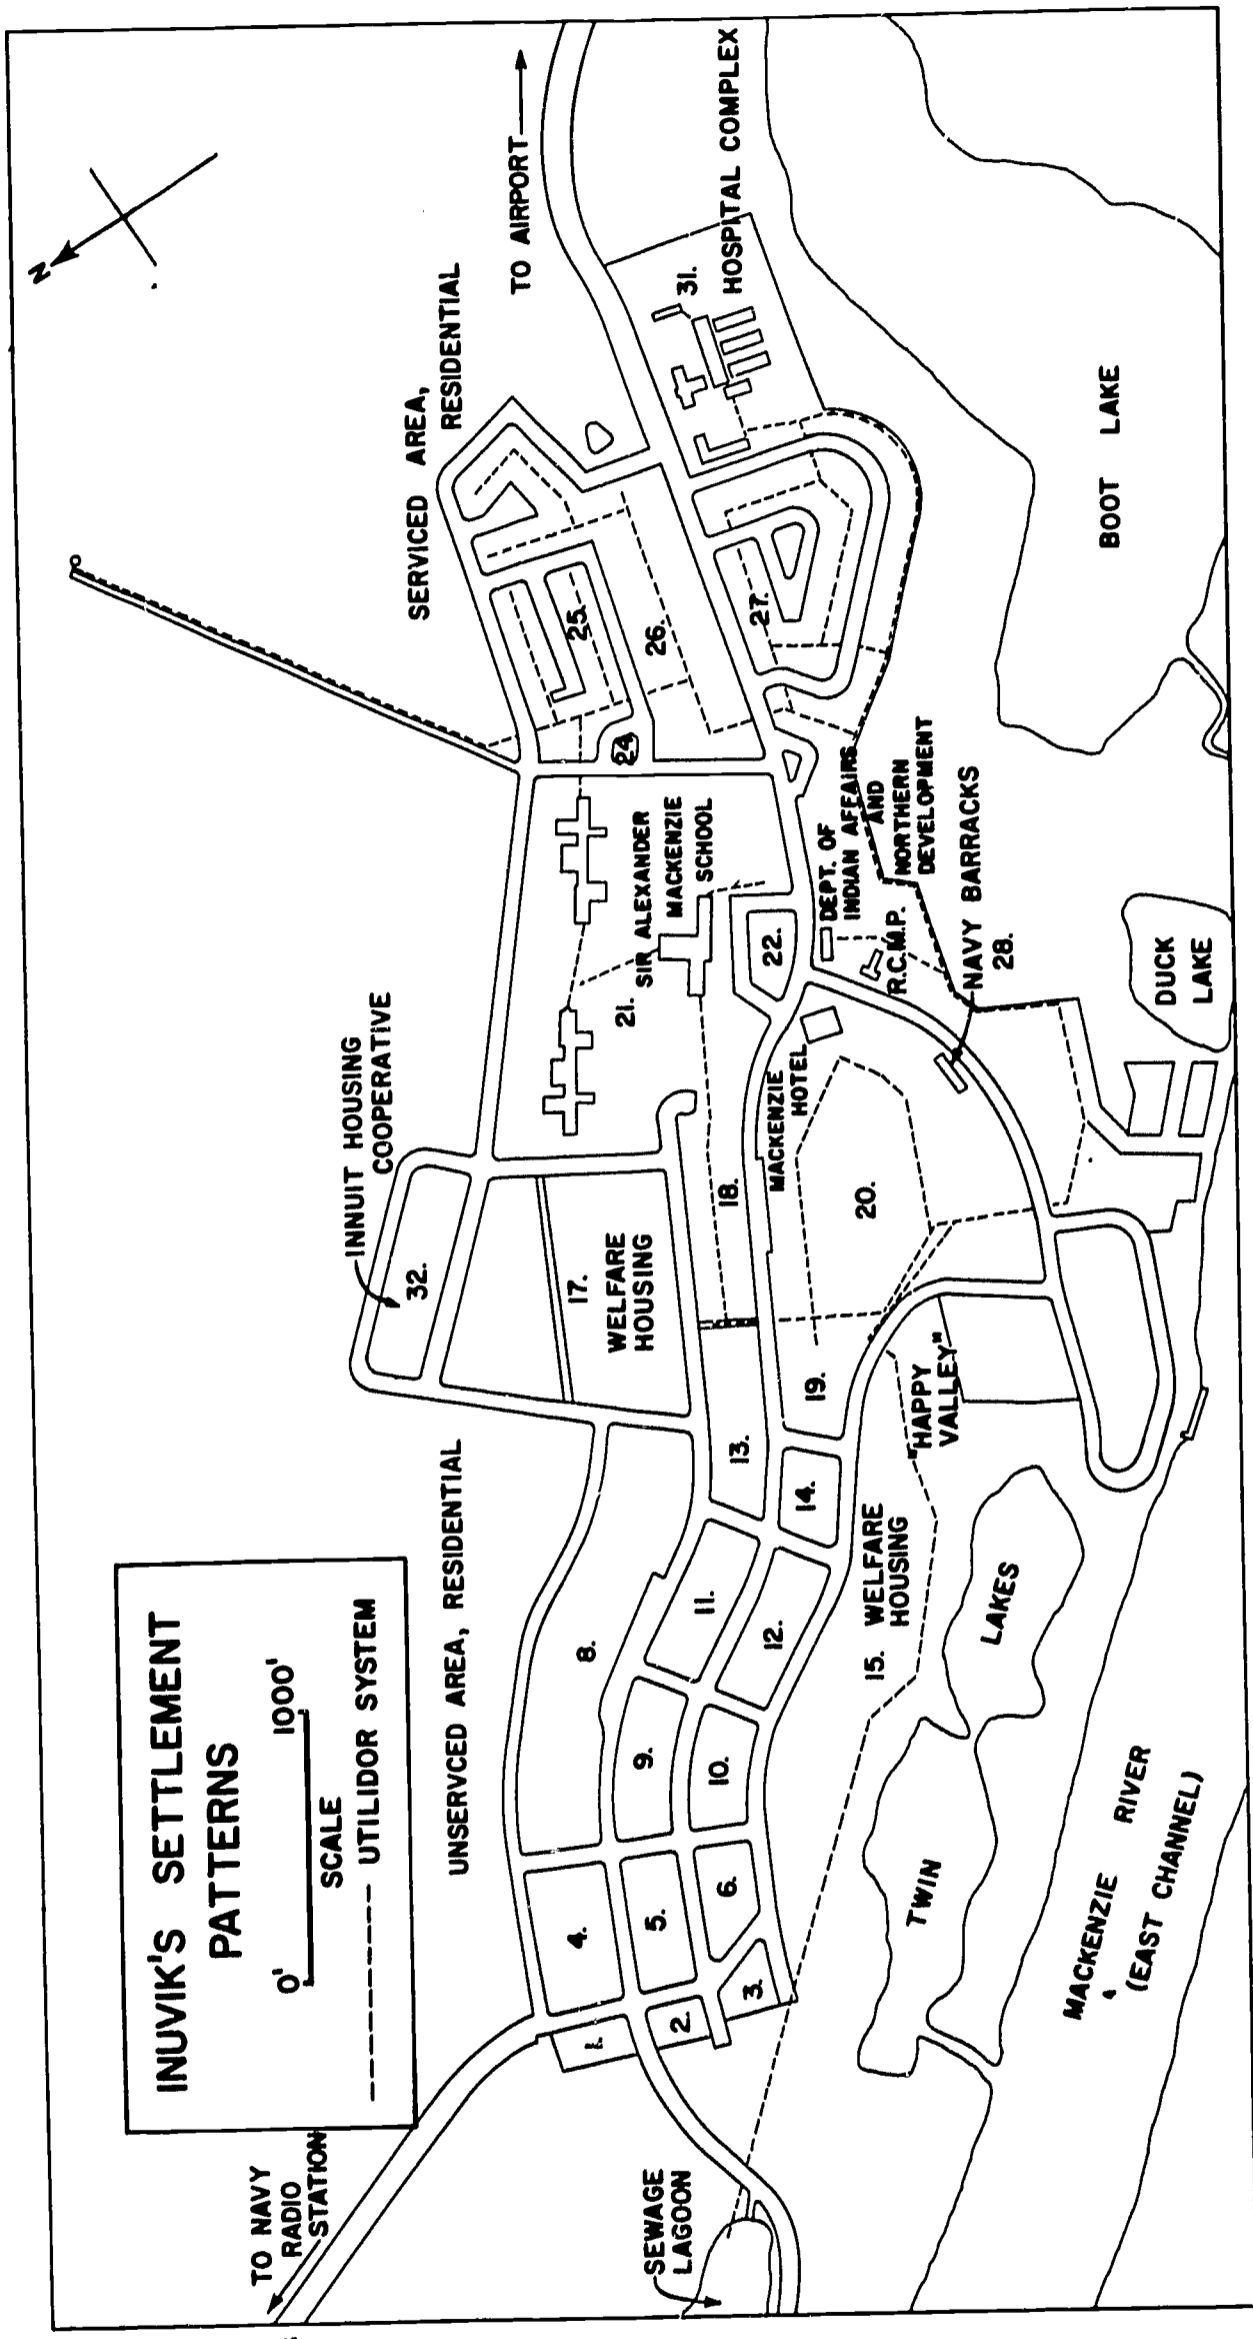 INUVIK'S SETTLEMENT
PATTERNS
0' 1000'
SCALE
UTILIDOR SYSTEM
N
TO NAVY
RADIO
STATION
SEWAGE
LAGOON
UNSERVCED AREA, RESIDENTIAL
INNUIT HOUSING
COOPERATIVE
SERVICED AREA,
RESIDENTIAL
TO AIRPORT
HOSPITAL COMPLEX
1.
2.
3.
4.
5.
6.
8.
9.
10.
11.
12.
13.
14.
15. WELFARE
HOUSING
"HAPPY
VALLEY"
17.
WELFARE
HOUSING
18.
19.
20.
21.
SIR ALEXANDER
MACKENZIE
SCHOOL
22.
24.
25.
26.
27.
31.
32.
MACKENZIE
HOTEL
DEPT. OF
INDIAN AFFAIRS
AND
NORTHERN
DEVELOPMENT
R.C.M.P.
NAVY BARRACKS
28.
TWIN
LAKES
DUCK
LAKE
BOOT LAKE
MACKENZIE RIVER
(EAST CHANNEL)